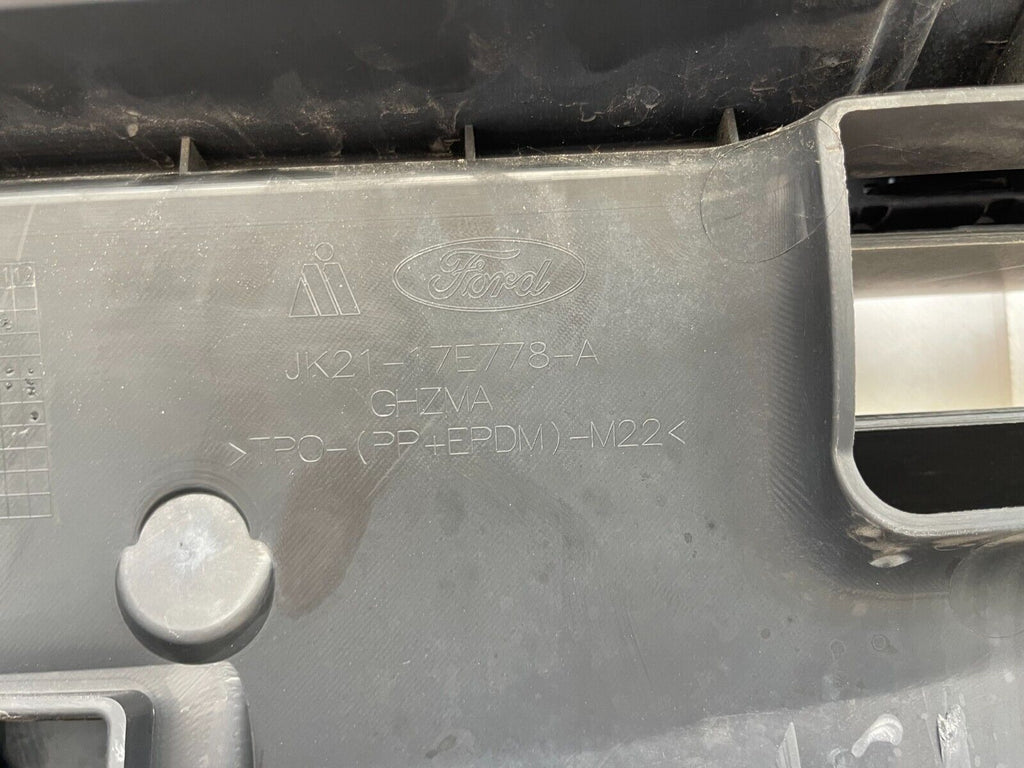 Ford
JK21-17E778-A
GHZMA
>TPO-(PP+EPDM)-M22<